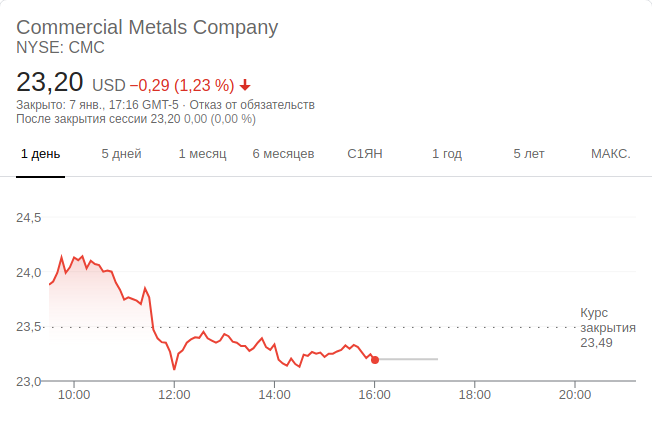 Commercial Metals Company
NYSE: CMC
23,20 USD −0,29 (1,23 %)
Закрыто: 7 янв., 17:16 GMT-5 · Отказ от обязательств
После закрытия сессии 23,20 0,00 (0,00 %)
1 день 5 дней 1 месяц 6 месяцев С1ЯН 1 год 5 лет МАКС.
24,5
24,0
23,5
Курс
закрытия
23,49
23,0
10:00 12:00 14:00 16:00 18:00 20:00